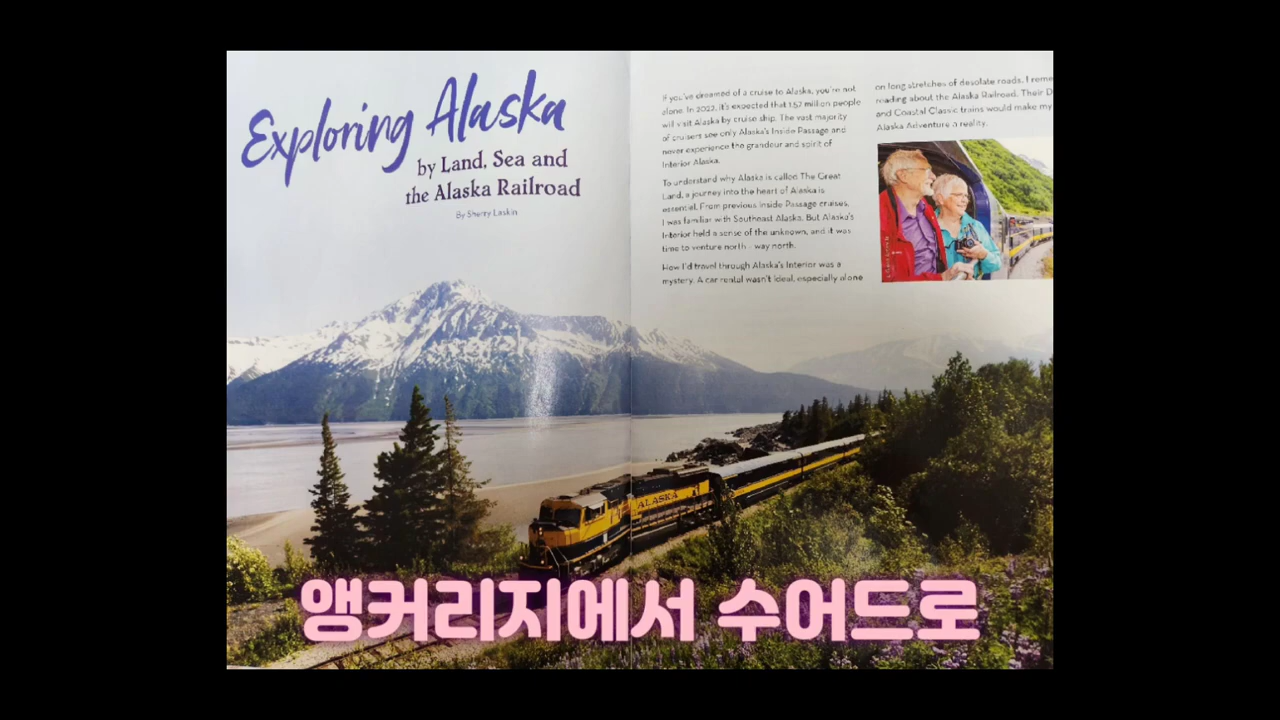 Exploring Alaska
by Land, Sea and
the Alaska Railroad
By Sherry Laskin
If you've dreamed of a cruise to Alaska, you're not
alone. In 2022, it's expected that 1.57 million people
will visit Alaska by cruise ship. The vast majority
of cruisers see only Alaska's Inside Passage and
never experience the grandeur and spirit of
Interior Alaska.
To understand why Alaska is called The Great
Land, a journey into the heart of Alaska is
essential. From previous Inside Passage cruises,
I was familiar with Southeast Alaska. But Alaska's
Interior held a sense of the unknown, and it was
time to venture north - way north.
How I'd travel through Alaska's Interior was a
mystery. A car rental wasn't ideal, especially alone
on long stretches of desolate roads. I reme
reading about the Alaska Railroad. Their D
and Coastal Classic trains would make my
Alaska Adventure a reality.
ALASKA
앵커리지에서 수어드로